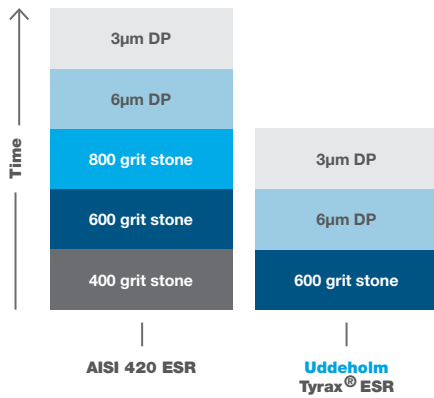 Time
3µm DP
6µm DP
800 grit stone
600 grit stone
400 grit stone
AISI 420 ESR
3µm DP
6µm DP
600 grit stone
Uddeholm
Tyrax® ESR